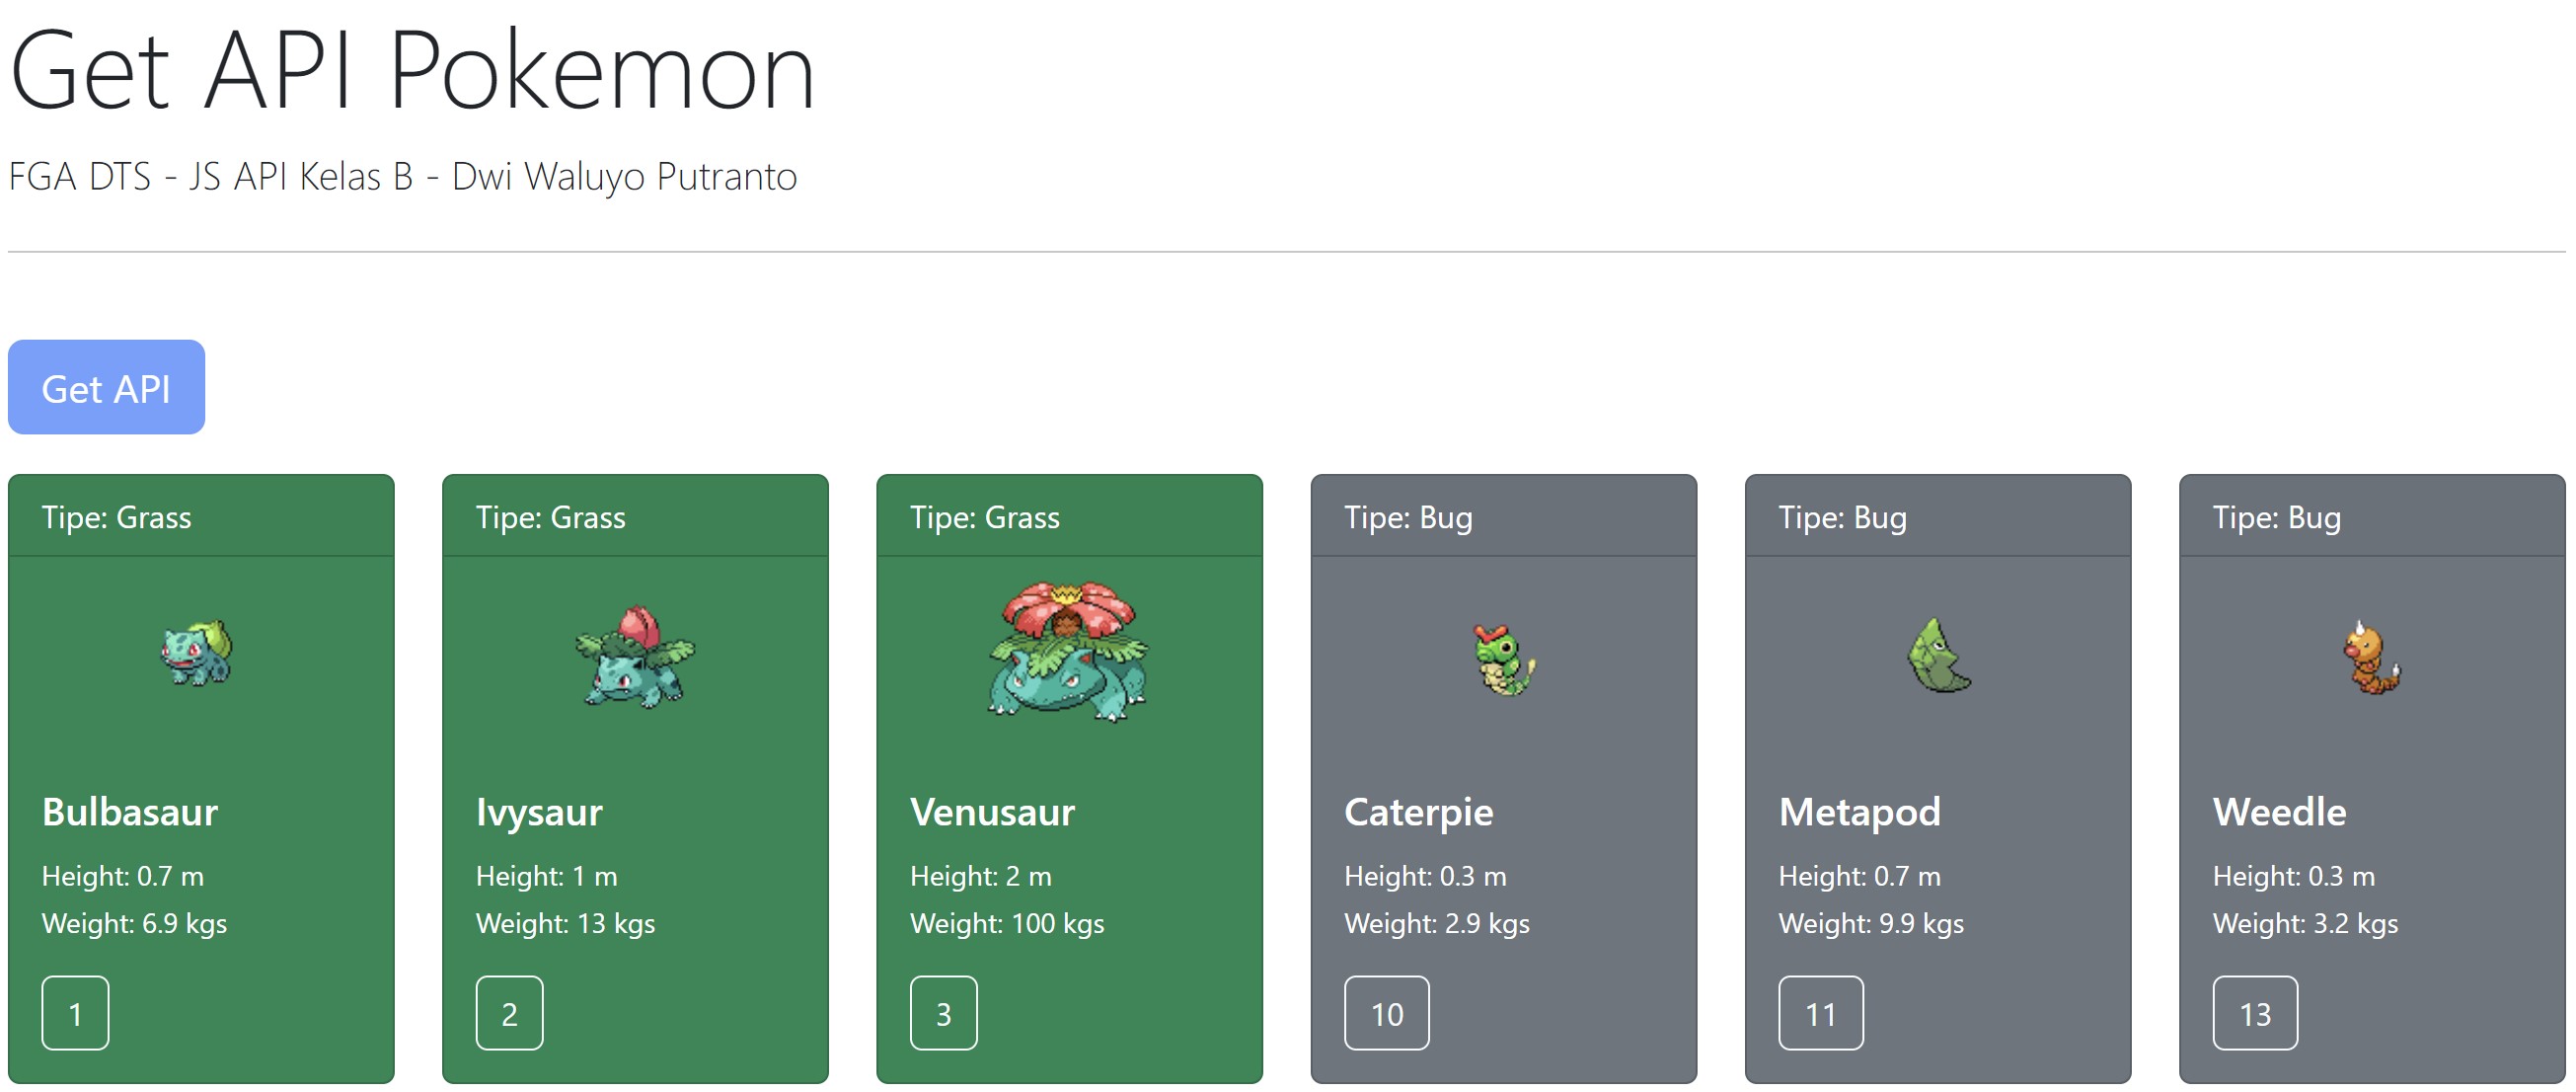 Get API Pokemon
FGA DTS - JS API Kelas B - Dwi Waluyo Putranto
Get API
Tipe: Grass
Bulbasaur
Height: 0.7 m
Weight: 6.9 kgs
1
Tipe: Grass
Ivysaur
Height: 1 m
Weight: 13 kgs
2
Tipe: Grass
Venusaur
Height: 2 m
Weight: 100 kgs
3
Tipe: Bug
Caterpie
Height: 0.3 m
Weight: 2.9 kgs
10
Tipe: Bug
Metapod
Height: 0.7 m
Weight: 9.9 kgs
11
Tipe: Bug
Weedle
Height: 0.3 m
Weight: 3.2 kgs
13